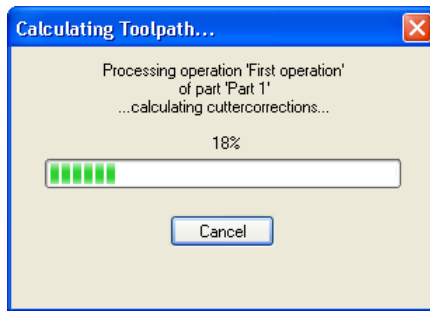 Calculating Toolpath...
Processing operation 'First operation'
of part 'Part 1'
...calculating cuttercorrections...
18%
Cancel